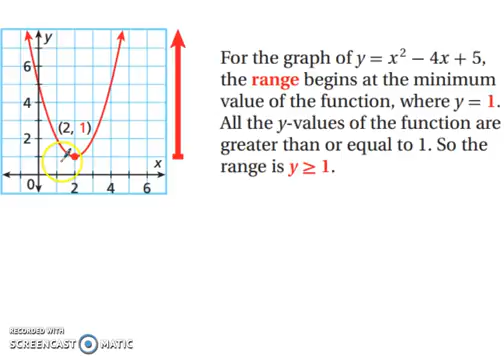 y
6
4
2
(2, 1)
x
0
2
4
6
For the graph of y = x² − 4x + 5,
the range begins at the minimum
value of the function, where y = 1.
All the y-values of the function are
greater than or equal to 1. So the
range is y ≥ 1.
RECORDED WITH
SCREENCAST MATIC